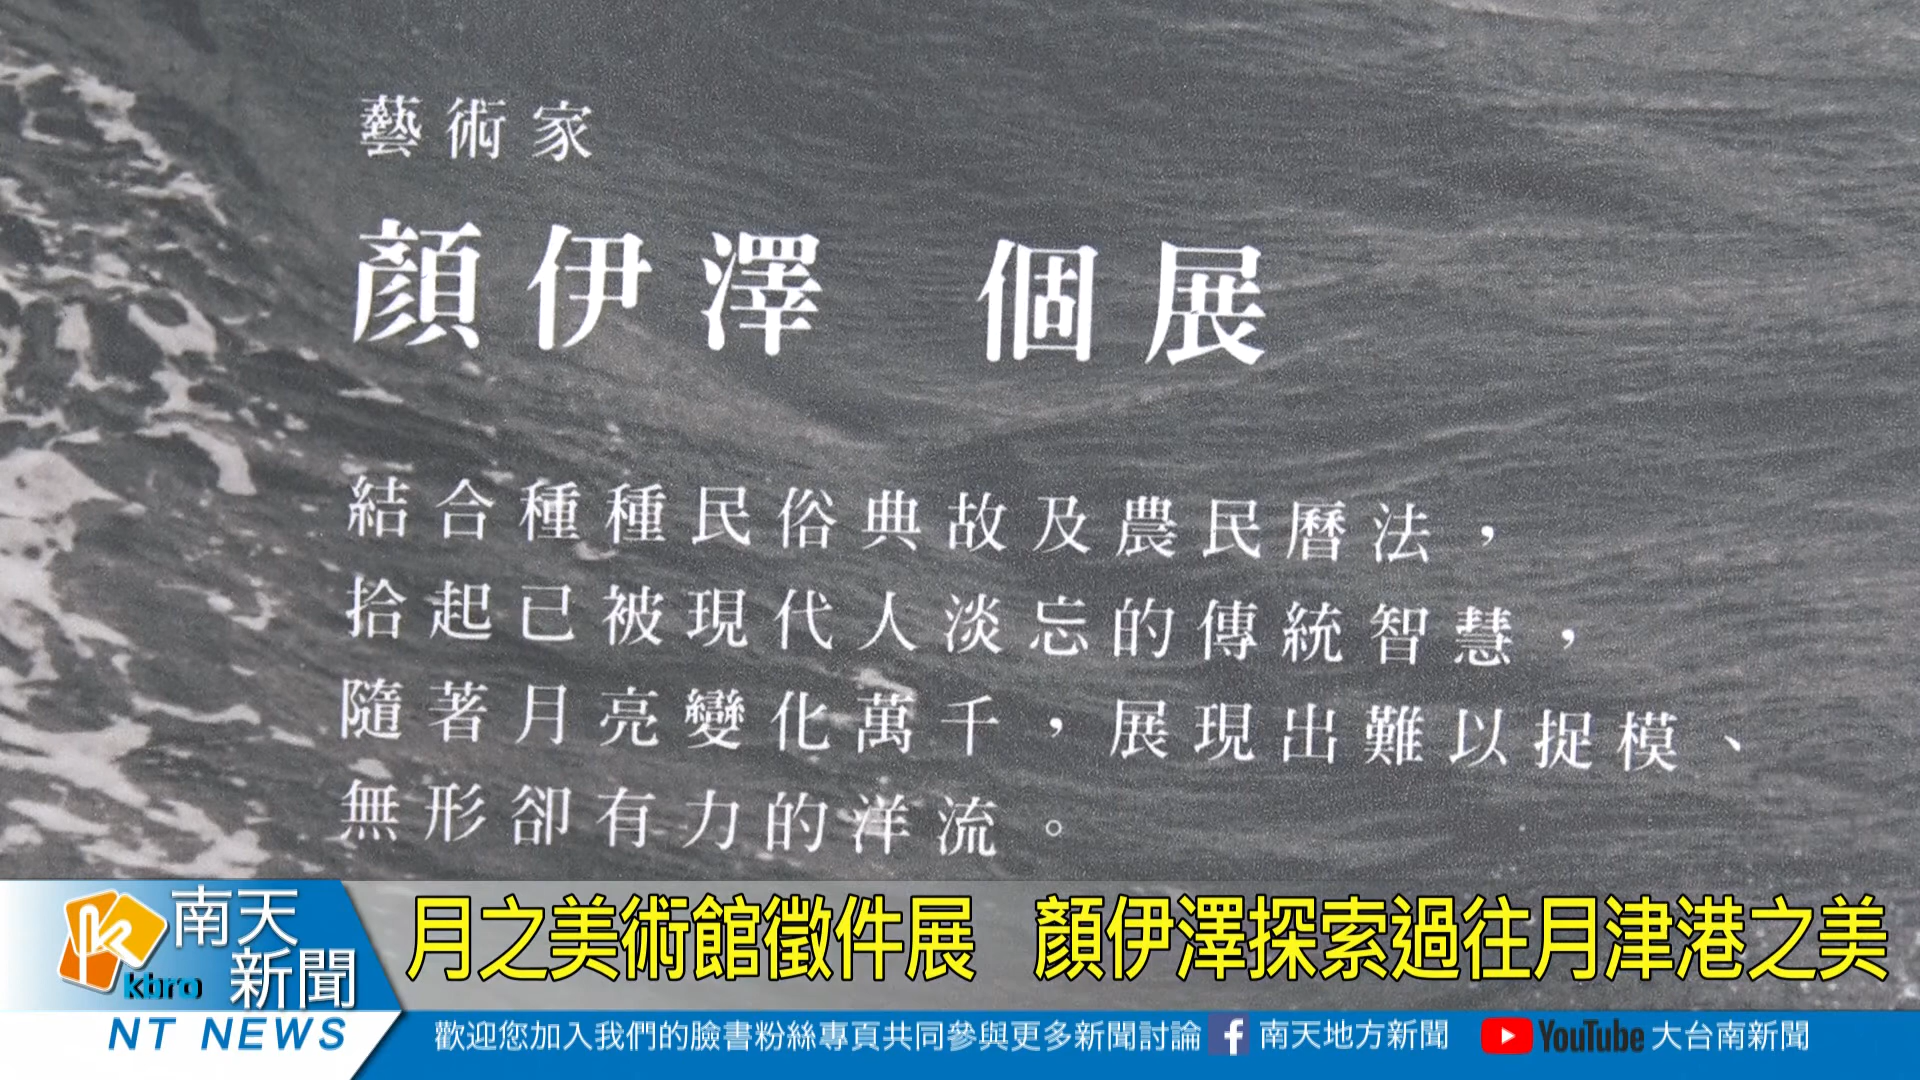 藝術家
顏伊澤 個展
結合種種民俗典故及農民曆法，
拾起已被現代人淡忘的傳統智慧，
隨著月亮變化萬千，展現出難以捉模、
無形卻有力的洋流。
南天
新聞
kbro
NT NEWS
月之美術館徵件展 顏伊澤探索過往月津港之美
歡迎您加入我們的臉書粉絲專頁共同參與更多新聞討論 f 南天地方新聞 YouTube 大台南新聞